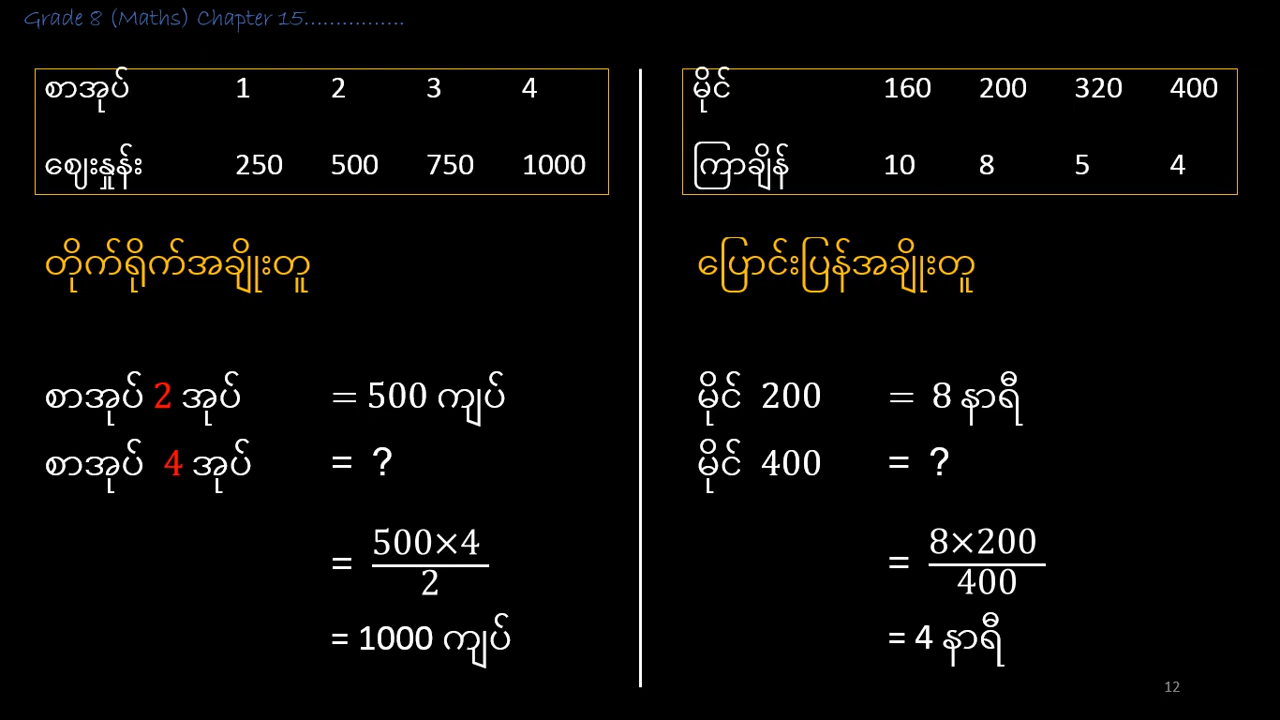 Grade 8 (Maths) Chapter 15................
စာအုပ် 1 2 3 4
ဈေးနှုန်း 250 500 750 1000
တိုက်ရိုက်အချိုးတူ
စာအုပ် 2 အုပ် = 500 ကျပ်
စာအုပ် 4 အုပ် = ?
= 500×4 / 2
= 1000 ကျပ်
မိုင် 160 200 320 400
ကြာချိန် 10 8 5 4
ပြောင်းပြန်အချိုးတူ
မိုင် 200 = 8 နာရီ
မိုင် 400 = ?
= 8×200 / 400
= 4 နာရီ
12